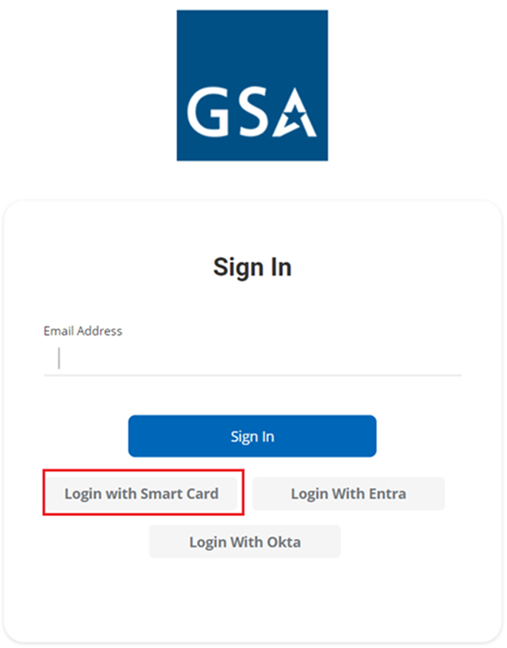 GSA
Sign In
Email Address
Sign In
Login with Smart Card
Login With Entra
Login With Okta